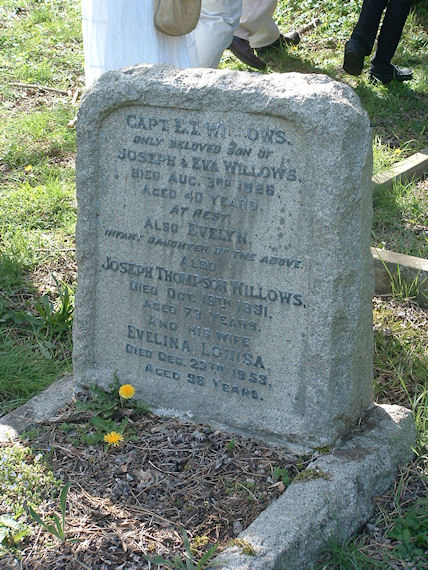 CAPT E. T. WILLOWS.
ONLY BELOVED SON OF
JOSEPH & EVA WILLOWS.
DIED AUG. 3RD 1926.
AGED 40 YEARS.
AT REST.
ALSO EVELYN.
INFANT DAUGHTER OF THE ABOVE.
ALSO
JOSEPH THOMPSON WILLOWS.
DIED OCT. 1931.
AGED 73 YEARS.
AND HIS WIFE
EVELINA LOUISA.
DIED DEC. 29TH 1953.
AGED YEARS.